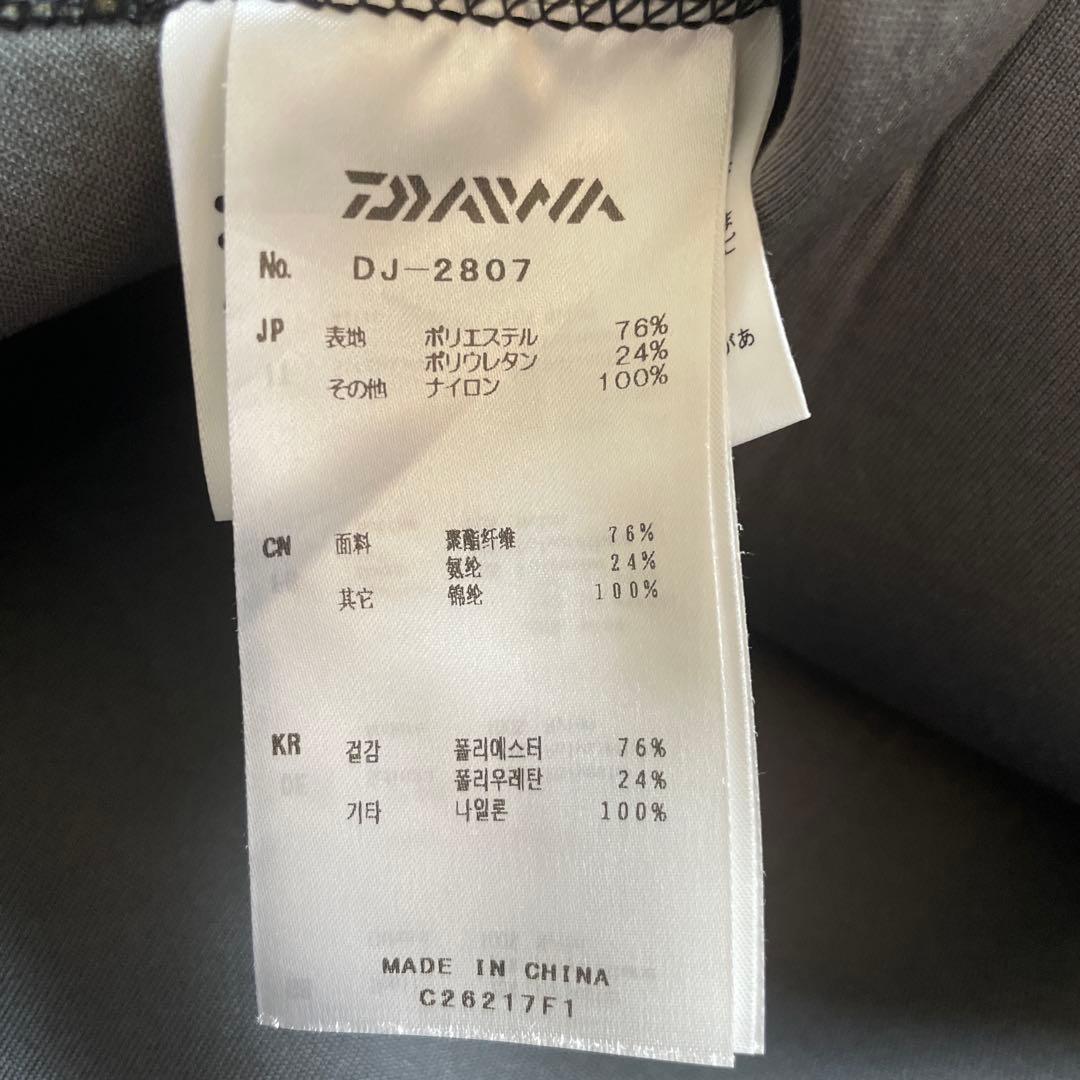 DAIWA
No. DJ-2807
JP 表地 ポリエステル 76%
ポリウレタン 24%
その他 ナイロン 100%
があ
CN 面料 聚酯纤维 76%
氨纶 24%
其它 锦纶 100%
KR 겉감 폴리에스터 76%
폴리우레탄 24%
기타 나일론 100%
MADE IN CHINA
C26217F1